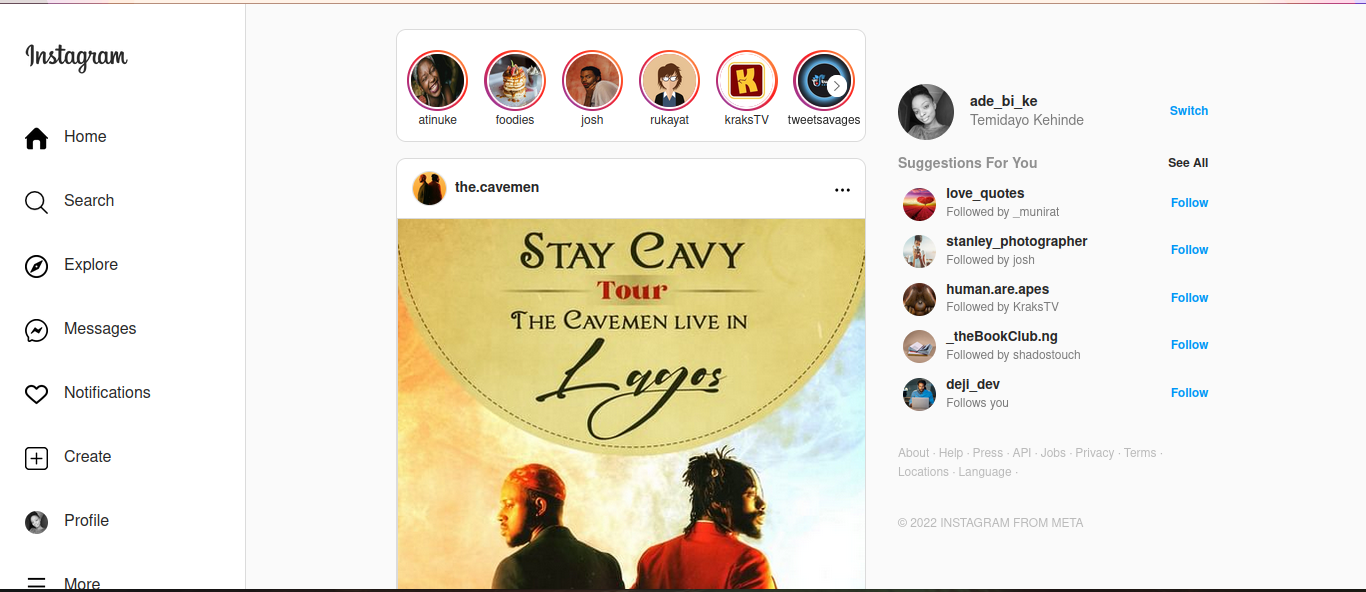 Instagram
Home
Search
Explore
Messages
Notifications
Create
Profile
More
atinuke
foodies
josh
rukayat
kraksTV
tweetsavages
K
the.cavemen
STAY CAVY
Tour
THE CAVEMEN LIVE IN
Lagos
ade_bi_ke
Temidayo Kehinde
Switch
Suggestions For You
See All
love_quotes
Followed by _munirat
Follow
stanley_photographer
Followed by josh
Follow
human.are.apes
Followed by KraksTV
Follow
_theBookClub.ng
Followed by shadostouch
Follow
deji_dev
Follows you
Follow
About · Help · Press · API · Jobs · Privacy · Terms ·
Locations · Language ·
© 2022 INSTAGRAM FROM META